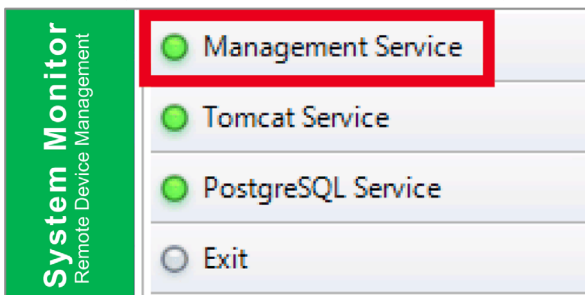 System Monitor
Remote Device Management
Management Service
Tomcat Service
PostgreSQL Service
Exit